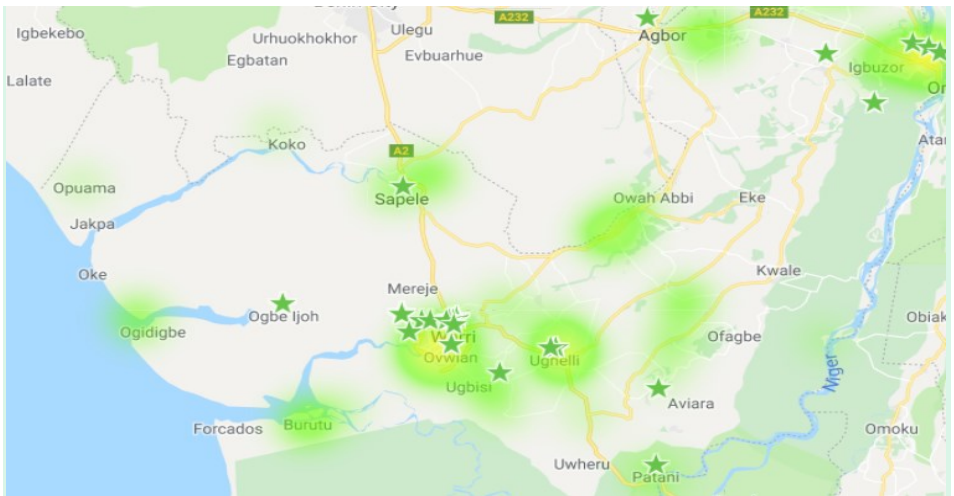 A232
A232
Igbekebo
Ulegu
Urhuokhokhor
Agbor
Evbuarhue
Egbatan
Igbuzor
Lalate
Koko
A2
Opuama
Sapele
Owah Abbi
Eke
Jakpa
Oke
Kwale
Mereje
Ogbe Ijoh
Ogidigbe
Warri
Ofagbe
Ovwian
Ughelli
Ugbisi
Niger
Aviara
Burutu
Forcados
Omoku
Uwheru
Patani